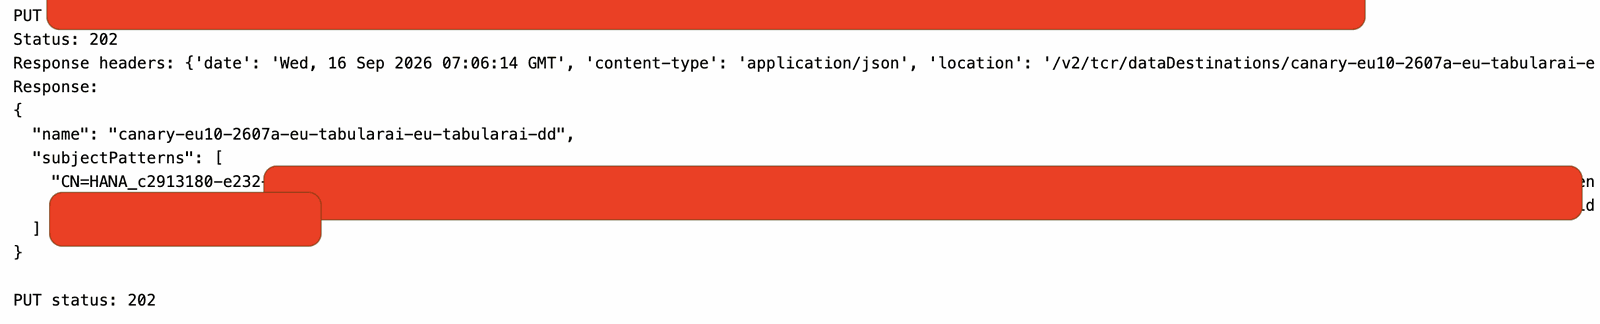 PUT
Status: 202
Response headers: {'date': 'Wed, 16 Sep 2026 07:06:14 GMT', 'content-type': 'application/json', 'location': '/v2/tcr/dataDestinations/canary-eu10-2607a-eu-tabularai-e
Response:
{
  "name": "canary-eu10-2607a-eu-tabularai-eu-tabularai-dd",
  "subjectPatterns": [
    "CN=HANA_c2913180-e232-
  ]
}
PUT status: 202